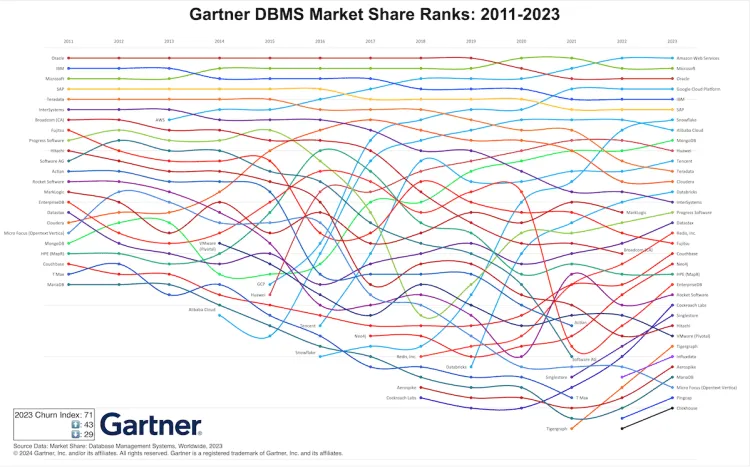 Gartner DBMS Market Share Ranks: 2011-2023
2011 2012 2013 2014 2015 2016 2017 2018 2019 2020 2022 2023
Oracle
IBM
Microsoft
SAP
Teradata
InterSystems
Broadcom (CA)
Fujitsu
Progress Software
Hitachi
Software AG
Actian
Rocket Software
MarkLogic
EnterpriseDB
DataStax
Cloudera
Micro Focus (Opentext Vertica)
MongoDB
HPE (MapR)
Couchbase
T Max
MariaDB
AWS
VMware
(Pivotal)
GCP
Huawei
Alibaba Cloud
Tencent
Snowflake
Neo4j
Redis, Inc.
Databricks
Aerospike
Cockroach Labs
MarkLogic
Broadcom (CA)
Actian
Software AG
SingleStore
T Max
Tigergraph
Amazon Web Services
Microsoft
Oracle
Google Cloud Platform
IBM
SAP
Snowflake
Alibaba Cloud
MongoDB
Huawei
Tencent
Teradata
Cloudera
Databricks
InterSystems
Progress Software
Datastax
Redis, Inc.
Fujitsu
Couchbase
Neo4j
HPE (MapR)
EnterpriseDB
Rocket Software
Cockroach Labs
SingleStore
Hitachi
VMware (Pivotal)
Tigergraph
Influxdata
Aerospike
MariaDB
Micro Focus (Opentext Vertica)
Pingcap
Clickhouse
2023 Churn Index: 71
⬆: 43
⬇: 29
Gartner®
Source Data: Market Share: Database Management Systems, Worldwide, 2023
© 2024 Gartner, Inc. and/or its affiliates. All rights reserved. Gartner is a registered trademark of Gartner, Inc. and its affiliates.